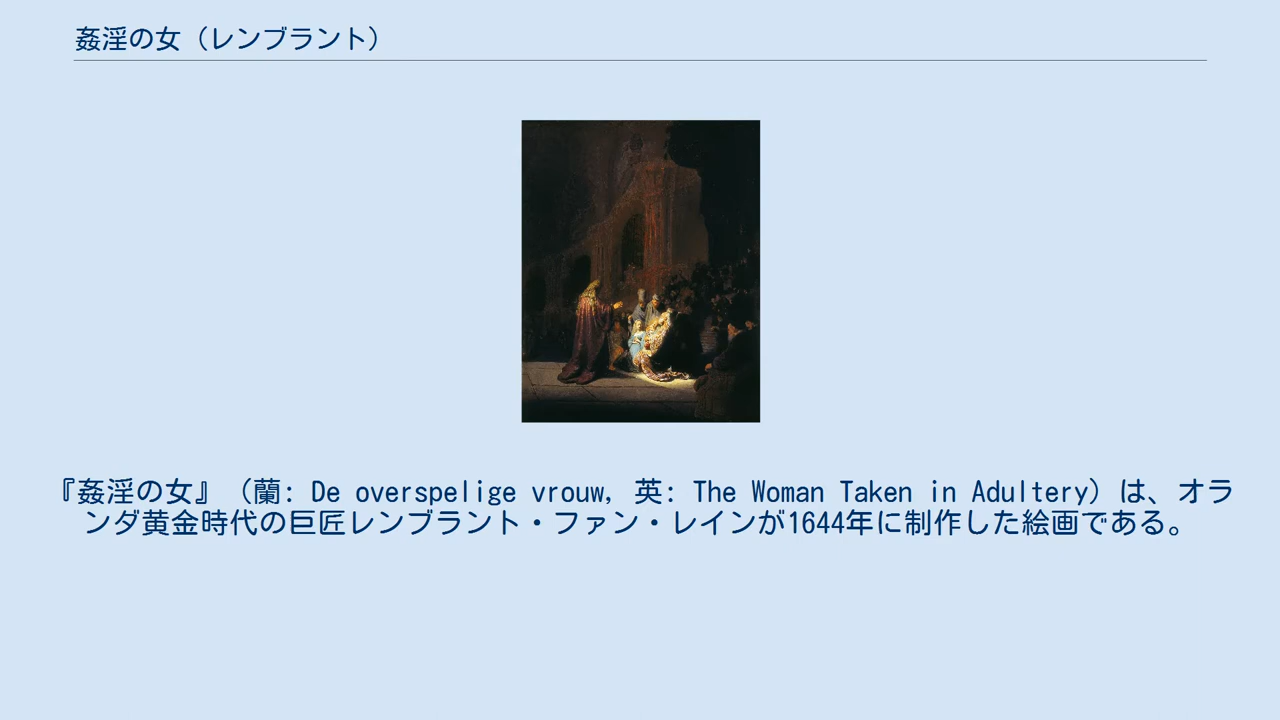 姦淫の女（レンブラント）
『姦淫の女』（蘭: De overspelige vrouw, 英: The Woman Taken in Adultery）は、オラ
ンダ黄金時代の巨匠レンブラント・ファン・レインが1644年に制作した絵画である。